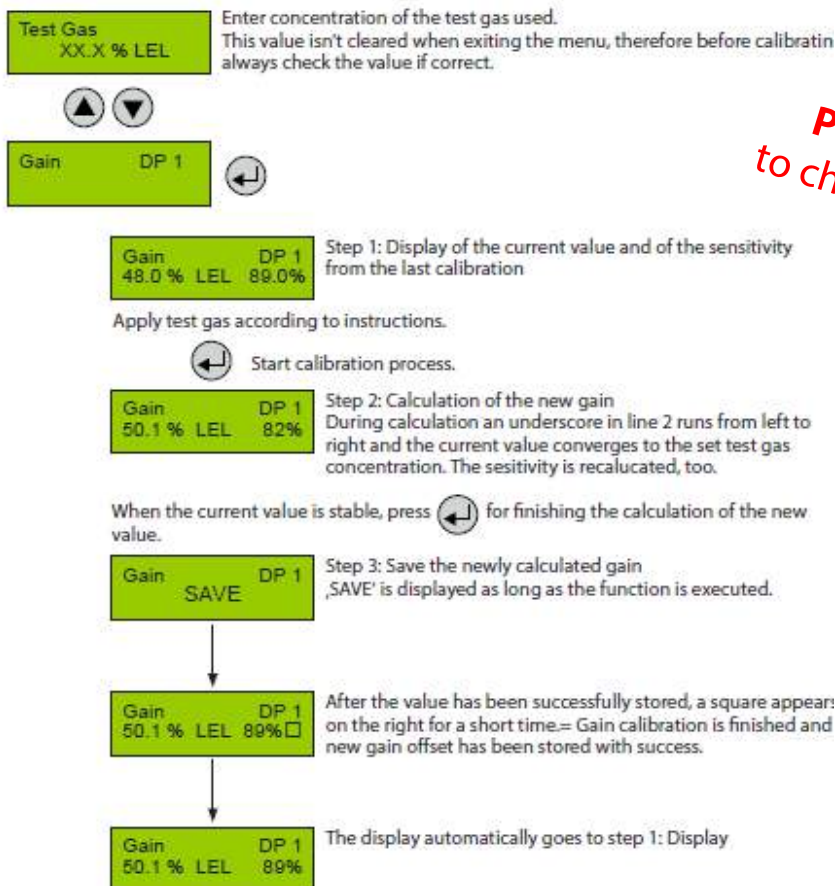 Test Gas
XX.X % LEL
Enter concentration of the test gas used.
This value isn't cleared when exiting the menu, therefore before calibratin
always check the value if correct.
P
to ch
Gain DP 1
Gain DP 1
48.0 % LEL 89.0%
Step 1: Display of the current value and of the sensitivity
from the last calibration
Apply test gas according to instructions.
Start calibration process.
Gain DP 1
50.1 % LEL 82%
Step 2: Calculation of the new gain
During calculation an underscore in line 2 runs from left to
right and the current value converges to the set test gas
concentration. The sesitivity is recalucated, too.
When the current value is stable, press for finishing the calculation of the new
value.
Gain DP 1
SAVE
Step 3: Save the newly calculated gain
‚SAVE' is displayed as long as the function is executed.
Gain DP 1
50.1 % LEL 89%□
After the value has been successfully stored, a square appears
on the right for a short time.= Gain calibration is finished and
new gain offset has been stored with success.
Gain DP 1
50.1 % LEL 89%
The display automatically goes to step 1: Display